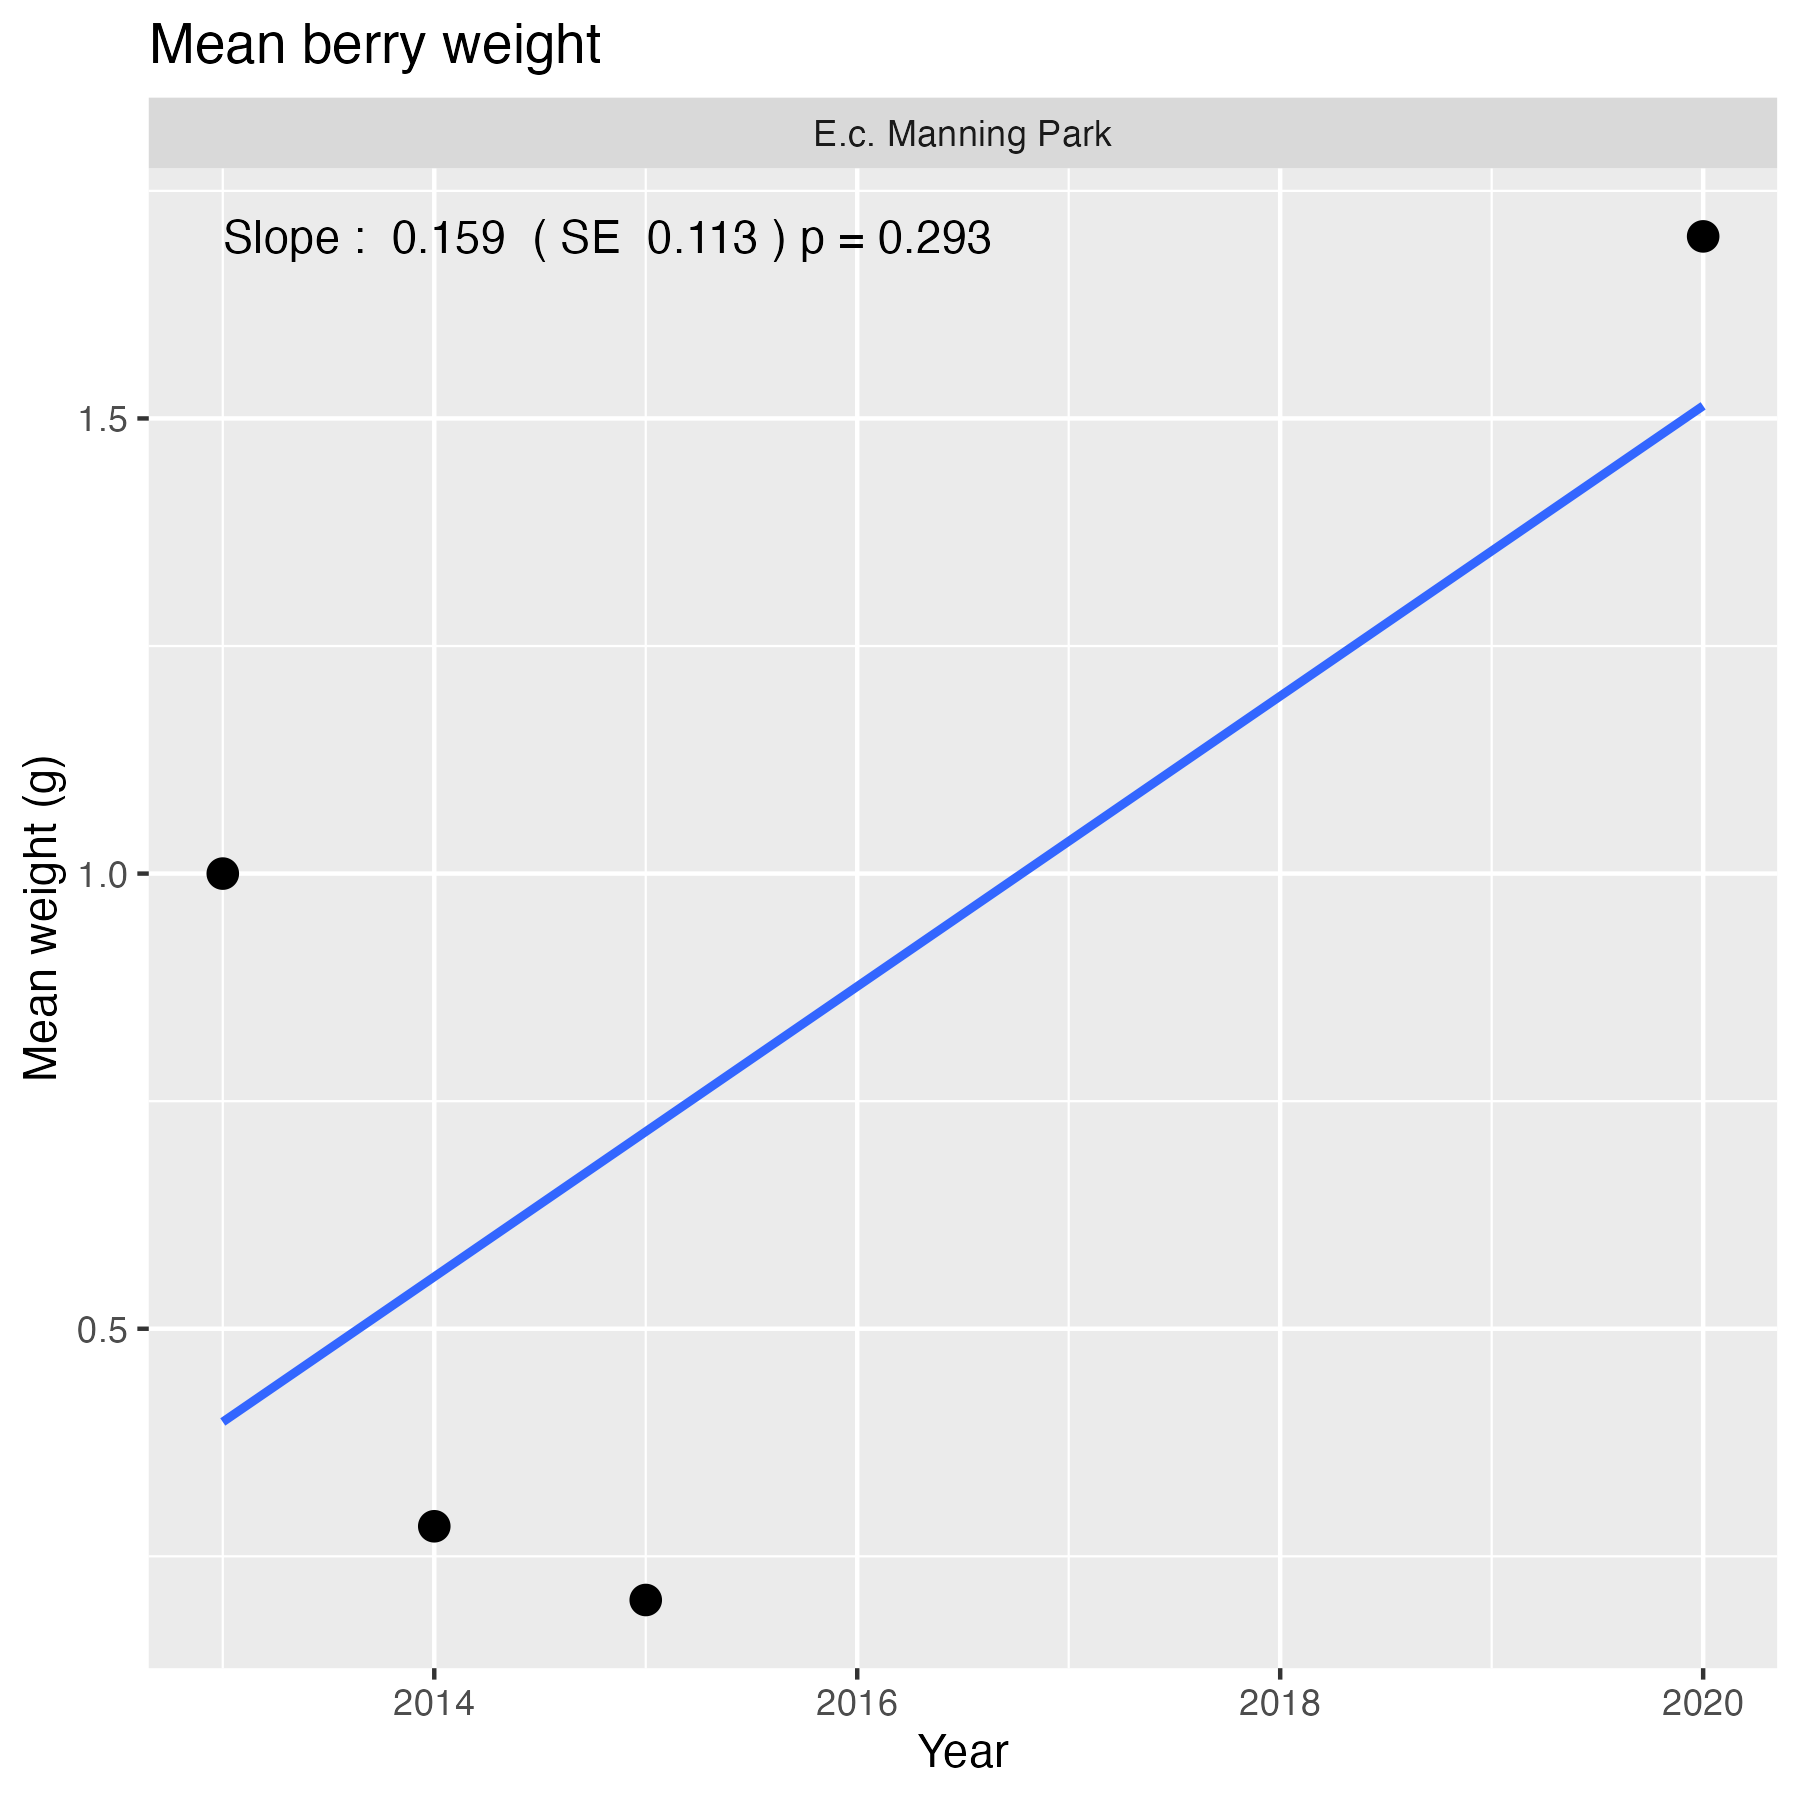 Mean berry weight
E.c. Manning Park
Slope :  0.159  ( SE  0.113 ) p = 0.293
Mean weight (g)
1.5
1.0
0.5
2014 2016 2018 2020
Year